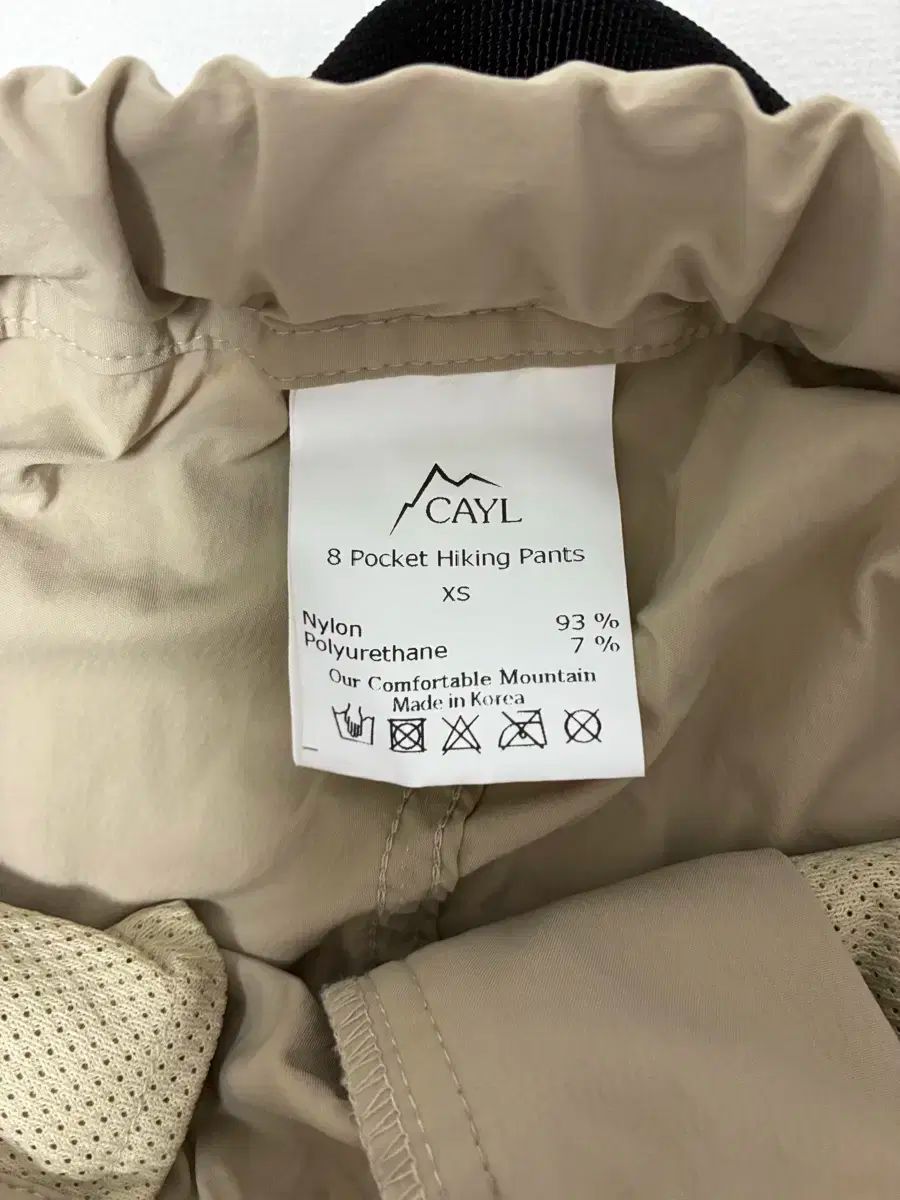 CAYL
8 Pocket Hiking Pants
XS
Nylon 93 %
Polyurethane 7 %
Our Comfortable Mountain
Made in Korea